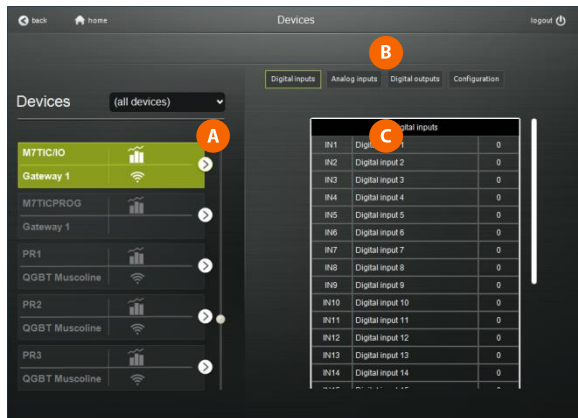 back
home
Devices
logout
B
Digital inputs
Analog inputs
Digital outputs
Configuration
Devices
(all devices)
A
C
inputs
M7TIC/IO
Gateway 1
M7TICPROG
Gateway 1
PR1
QGBT Muscoline
PR2
QGBT Muscoline
PR3
QGBT Muscoline
IN1 1 0
IN2 Digital input 2 0
IN3 Digital input 3 0
IN4 Digital input 4 0
IN5 Digital input 5 0
IN6 Digital input 6 0
IN7 Digital input 7 0
IN8 Digital input 8 0
IN9 Digital input 9 0
IN10 Digital input 10 0
IN11 Digital input 11 0
IN12 Digital input 12 0
IN13 Digital input 13 0
IN14 Digital input 14 0